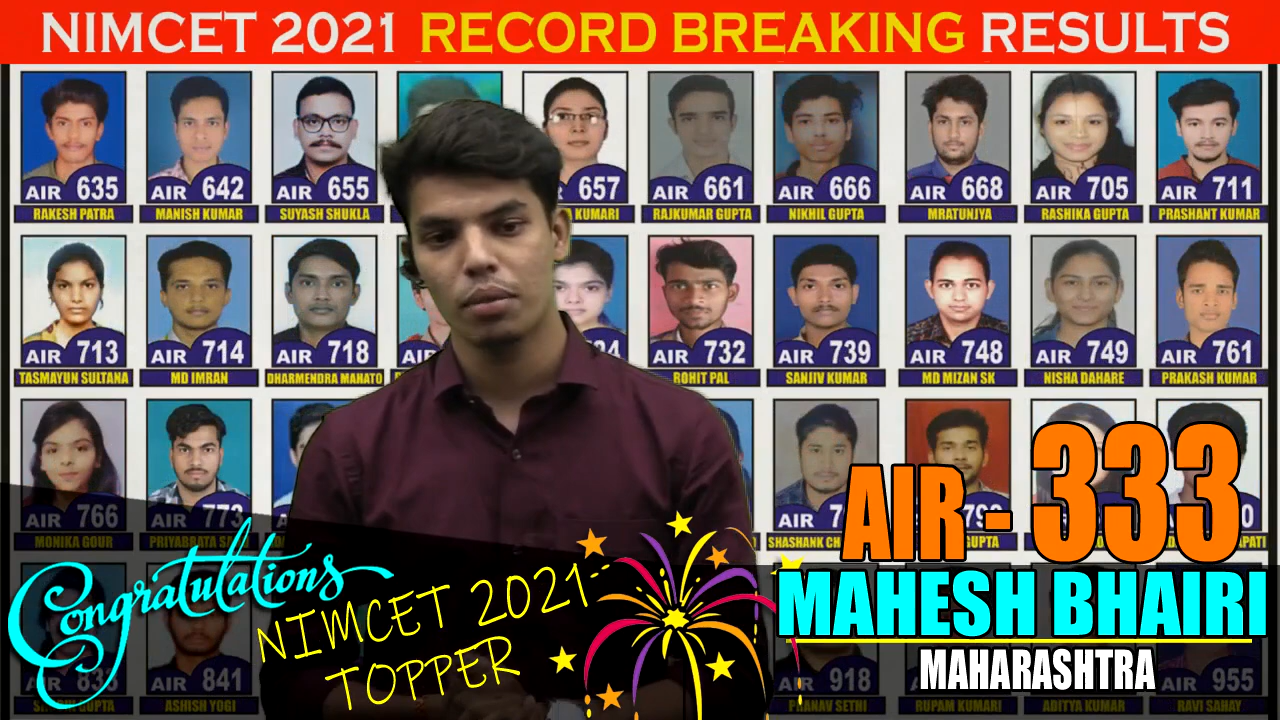 NIMCET 2021 RECORD BREAKING RESULTS
AIR 635 AIR 642 AIR 655 657 AIR 661 AIR 666 AIR 668 AIR 705 AIR 711
RAKESH PATRA MANISH KUMAR SUYASH SHUKLA KUMARI RAJKUMAR GUPTA NIKHIL GUPTA MRATUNJYA RASHIKA GUPTA PRASHANT KUMAR
AIR 713 AIR 714 AIR 718 AIR AIR 732 AIR 739 AIR 748 AIR 749 AIR 761
TASMAYUN SULTANA MD IMRAN DHARMENDRA MAHATO ROHIT PAL SANJIV KUMAR MD MIZAN SK NISHA DAHARE PRAKASH KUMAR
AIR 766 AIR 773 AIR
MONIKA GOUR PRIYABRATA SHASHANK GUPTA
AIR - 333
MAHESH BHAIRI
MAHARASHTRA
Congratulations
NIMCET 2021
TOPPER
AIR 841 918 AIR 955
GUPTA ASHISH YOGI PRANAV SETHI RUPAM KUMARI ADITYA KUMAR RAVI SAHAY